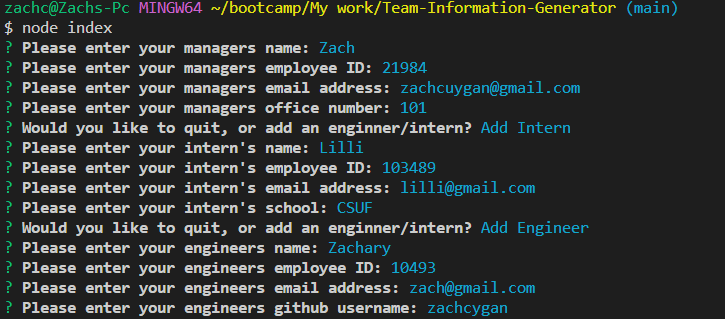 zachc@Zachs-Pc MINGW64 ~/bootcamp/My work/Team-Information-Generator (main)
$ node index
? Please enter your managers name: Zach
? Please enter your managers employee ID: 21984
? Please enter your managers email address: zachcuygan@gmail.com
? Please enter your managers office number: 101
? Would you like to quit, or add an enginner/intern? Add Intern
? Please enter your intern's name: Lilli
? Please enter your intern's employee ID: 103489
? Please enter your intern's email address: lilli@gmail.com
? Please enter your intern's school: CSUF
? Would you like to quit, or add an enginner/intern? Add Engineer
? Please enter your engineers name: Zachary
? Please enter your engineers employee ID: 10493
? Please enter your engineers email address: zach@gmail.com
? Please enter your engineers github username: zachcygan